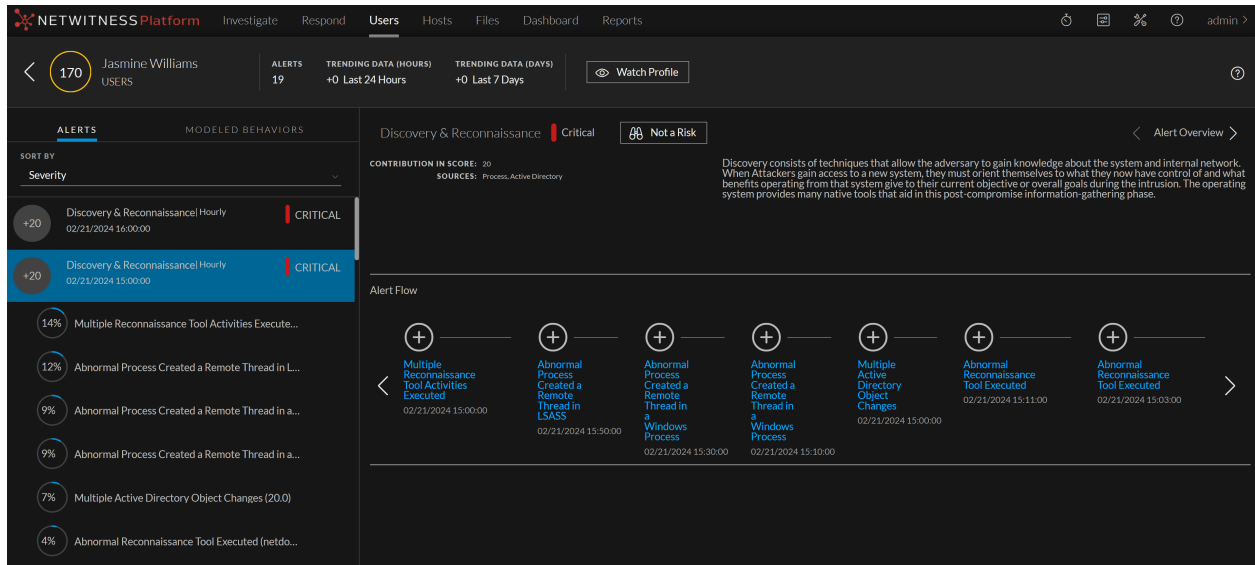 NETWITNESS Platform Investigate Respond Users Hosts Files Dashboard Reports admin >
170 Jasmine Williams
USERS
ALERTS
19
TRENDING DATA (HOURS)
+0 Last 24 Hours
TRENDING DATA (DAYS)
+0 Last 7 Days
Watch Profile
ALERTS MODELED BEHAVIORS
SORT BY
Severity
+20 Discovery & Reconnaissance| Hourly CRITICAL
02/21/2024 16:00:00
+20 Discovery & Reconnaissance| Hourly CRITICAL
02/21/2024 15:00:00
14% Multiple Reconnaissance Tool Activities Execute...
12% Abnormal Process Created a Remote Thread in L...
9% Abnormal Process Created a Remote Thread in a...
9% Abnormal Process Created a Remote Thread in a...
7% Multiple Active Directory Object Changes (20.0)
4% Abnormal Reconnaissance Tool Executed (netdo...
Discovery & Reconnaissance Critical Not a Risk Alert Overview
CONTRIBUTION IN SCORE: 20
SOURCES: Process, Active Directory
Discovery consists of techniques that allow the adversary to gain knowledge about the system and internal network.
When Attackers gain access to a new system, they must orient themselves to what they now have control of and what
benefits operating from that system give to their current objective or overall goals during the intrusion. The operating
system provides many native tools that aid in this post-compromise information-gathering phase.
Alert Flow
Multiple
Reconnaissance
Tool Activities
Executed
02/21/2024 15:00:00
Abnormal
Process
Created a
Remote
Thread in
LSASS
02/21/2024 15:50:00
Abnormal
Process
Created a
Remote
Thread in
a
Windows
Process
02/21/2024 15:30:00
Abnormal
Process
Created a
Remote
Thread in
a
Windows
Process
02/21/2024 15:10:00
Multiple
Active
Directory
Object
Changes
02/21/2024 15:00:00
Abnormal
Reconnaissance
Tool Executed
02/21/2024 15:11:00
Abnormal
Reconnaissance
Tool Executed
02/21/2024 15:03:00